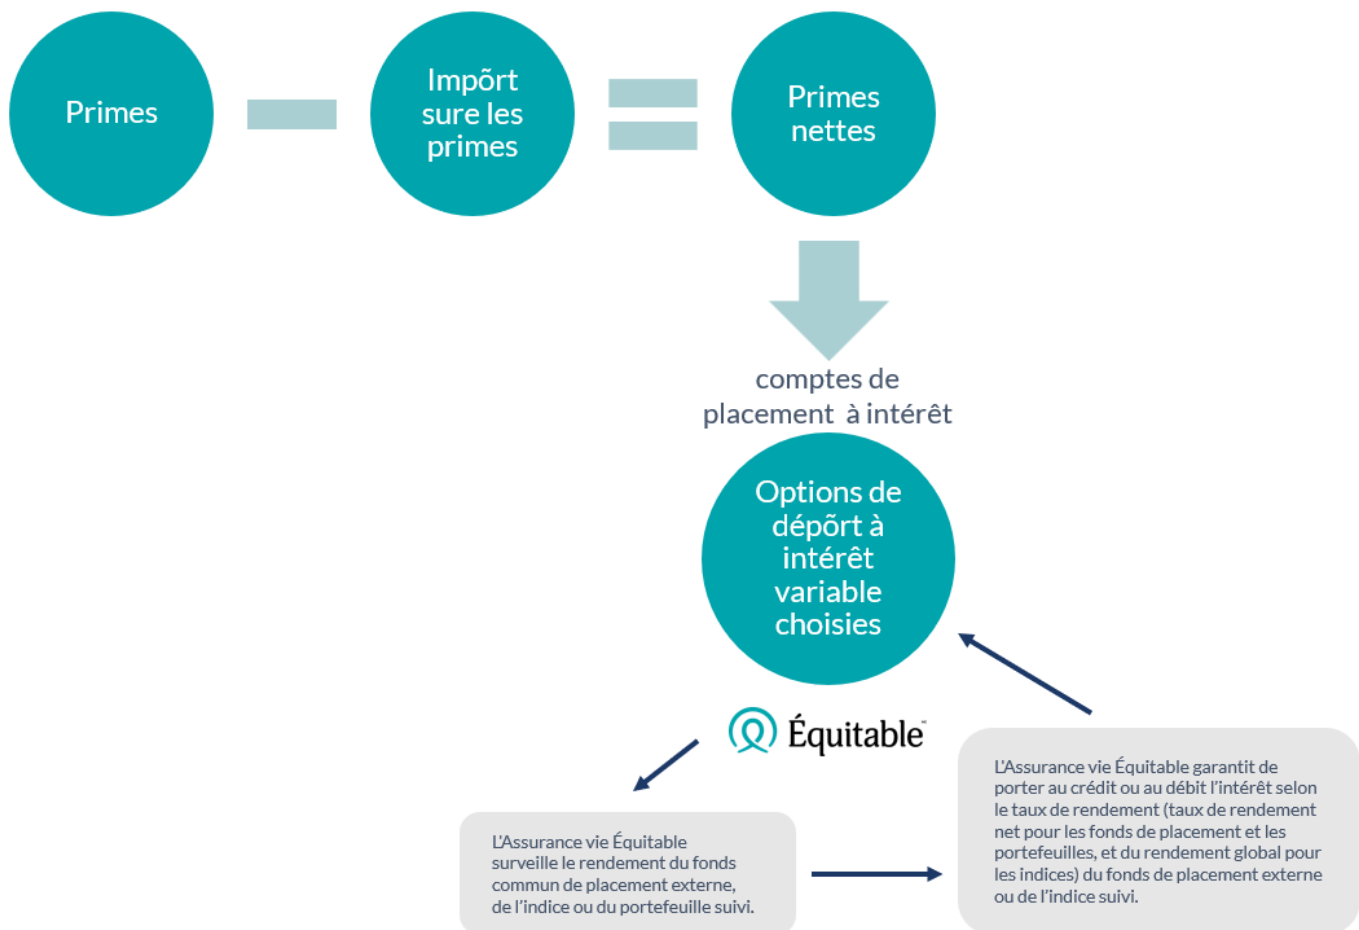 Primes
Impõrt
sure les
primes
Primes
nettes
comptes de
placement à intérêt
Options de
dépõrt à
intérêt
variable
choisies
Équitable™
L'Assurance vie Équitable
surveille le rendement du fonds
commun de placement externe,
de l'indice ou du portefeuille suivi.
L'Assurance vie Équitable garantit de
porter au crédit ou au débit l'intérêt selon
le taux de rendement (taux de rendement
net pour les fonds de placement et les
portefeuilles, et du rendement global pour
les indices) du fonds de placement externe
ou de l'indice suivi.